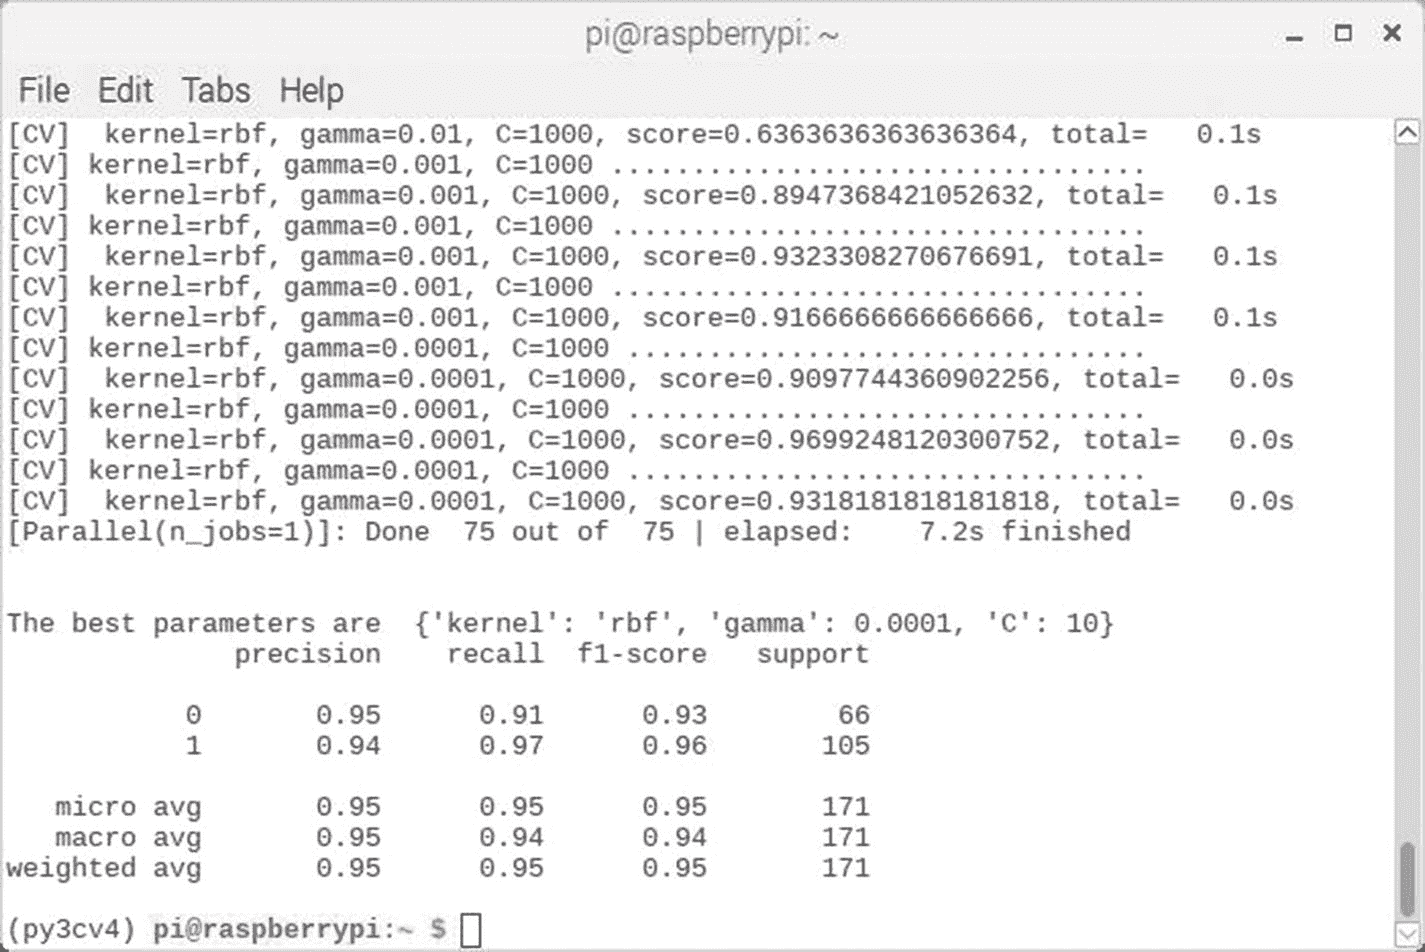 pi@raspberrypi: ~
File Edit Tabs Help
[CV]  kernel=rbf, gamma=0.01, C=1000, score=0.6363636363636364, total=   0.1s
[CV] kernel=rbf, gamma=0.001, C=1000 .................................
[CV]  kernel=rbf, gamma=0.001, C=1000, score=0.8947368421052632, total=   0.1s
[CV] kernel=rbf, gamma=0.001, C=1000 .................................
[CV]  kernel=rbf, gamma=0.001, C=1000, score=0.9323308270676691, total=   0.1s
[CV] kernel=rbf, gamma=0.001, C=1000 .................................
[CV]  kernel=rbf, gamma=0.001, C=1000, score=0.9166666666666666, total=   0.1s
[CV] kernel=rbf, gamma=0.0001, C=1000 ................................
[CV]  kernel=rbf, gamma=0.0001, C=1000, score=0.9097744360902256, total=   0.0s
[CV] kernel=rbf, gamma=0.0001, C=1000 ................................
[CV]  kernel=rbf, gamma=0.0001, C=1000, score=0.9699248120300752, total=   0.0s
[CV] kernel=rbf, gamma=0.0001, C=1000 ................................
[CV]  kernel=rbf, gamma=0.0001, C=1000, score=0.9318181818181818, total=   0.0s
[Parallel(n_jobs=1)]: Done  75 out of  75 | elapsed:    7.2s finished
The best parameters are  {'kernel': 'rbf', 'gamma': 0.0001, 'C': 10}
              precision    recall  f1-score   support
           0       0.95      0.91      0.93        66
           1       0.94      0.97      0.96       105
   micro avg       0.95      0.95      0.95       171
   macro avg       0.95      0.94      0.94       171
weighted avg       0.95      0.95      0.95       171
(py3cv4) pi@raspberrypi:~ $